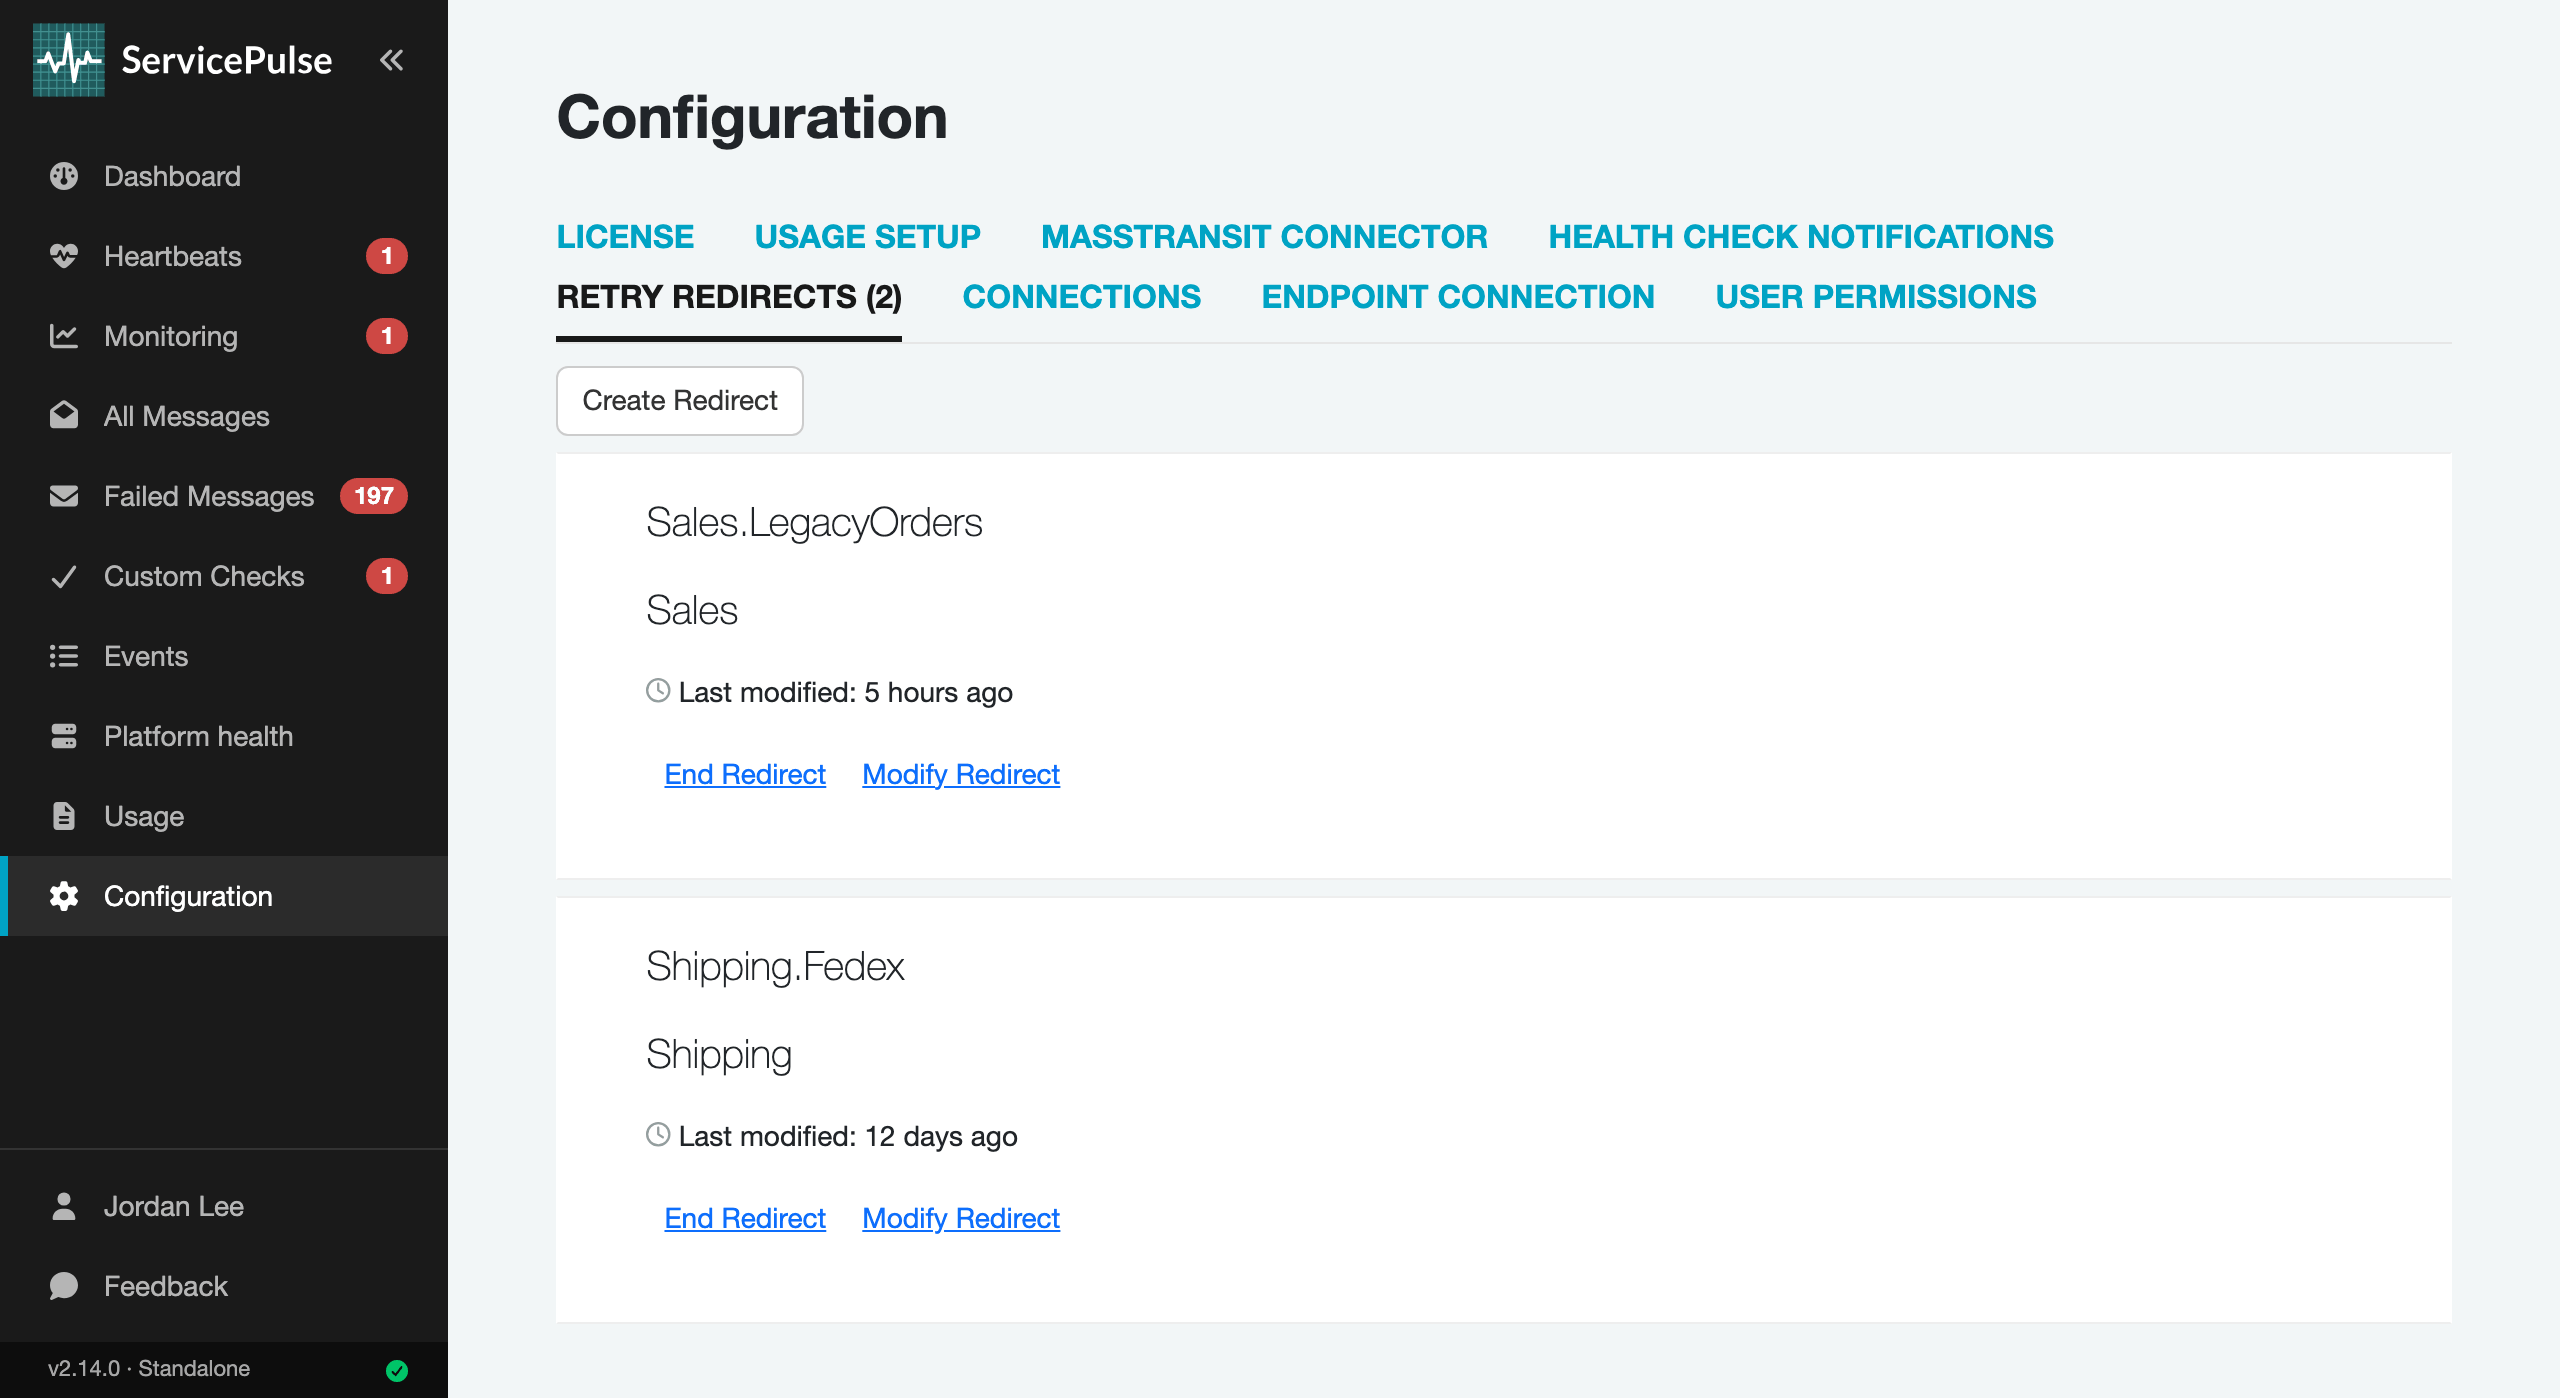 ServicePulse
Dashboard
Heartbeats 1
Monitoring 1
All Messages
Failed Messages 197
Custom Checks 1
Events
Platform health
Usage
Configuration
Jordan Lee
Feedback
v2.14.0 · Standalone
Configuration
LICENSE USAGE SETUP MASSTRANSIT CONNECTOR HEALTH CHECK NOTIFICATIONS
RETRY REDIRECTS (2) CONNECTIONS ENDPOINT CONNECTION USER PERMISSIONS
Create Redirect
Sales.LegacyOrders
Sales
Last modified: 5 hours ago
End Redirect Modify Redirect
Shipping.Fedex
Shipping
Last modified: 12 days ago
End Redirect Modify Redirect